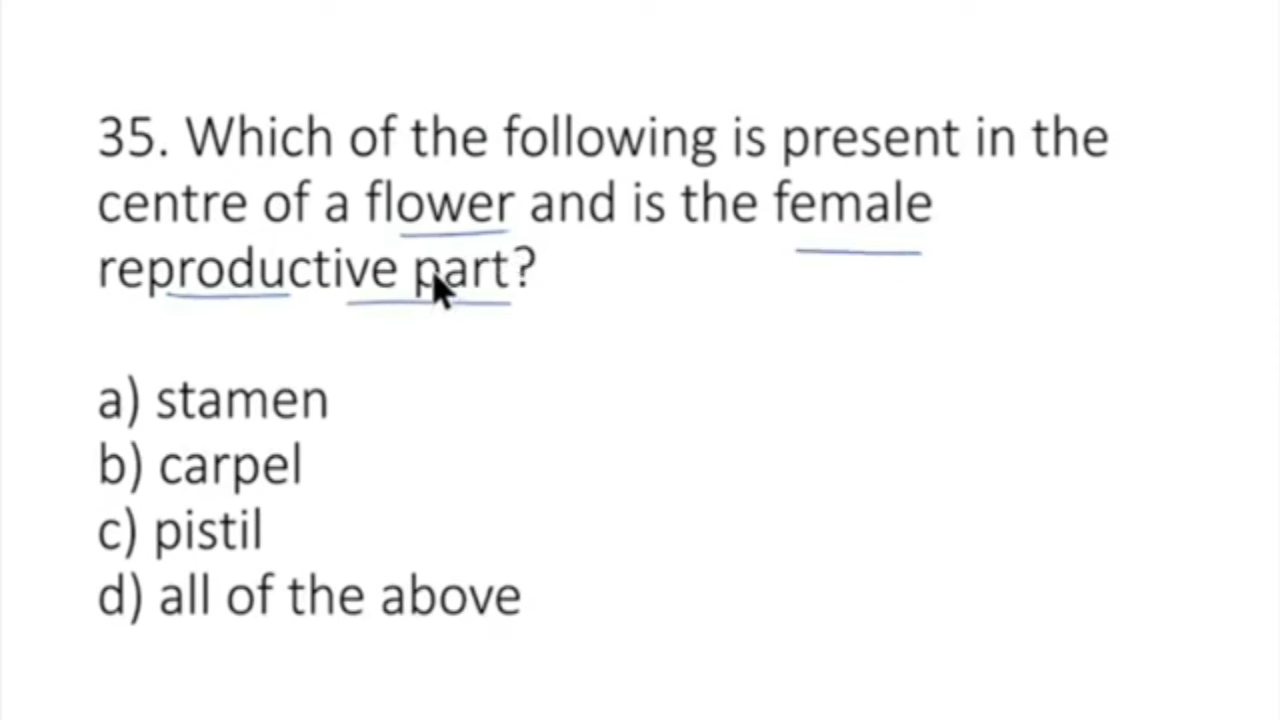 35. Which of the following is present in the
centre of a flower and is the female
reproductive part?
a) stamen
b) carpel
c) pistil
d) all of the above